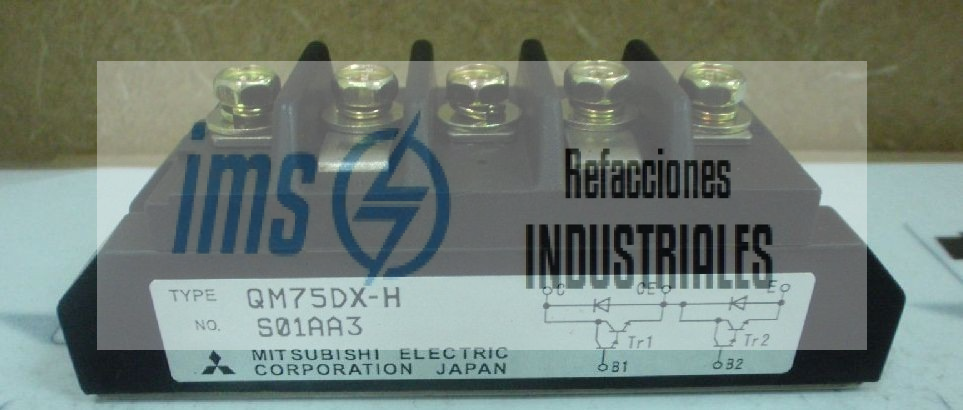 ims
Refacciones
INDUSTRIALES
TYPE QM75DX-H
NO. S01AA3
MITSUBISHI ELECTRIC
CORPORATION JAPAN
C CE E
Tr1 Tr2
B1 B2